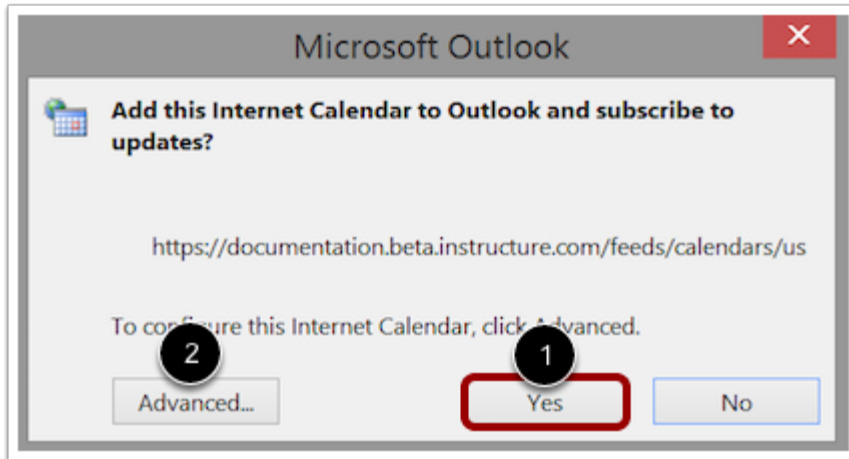 Microsoft Outlook
Add this Internet Calendar to Outlook and subscribe to
updates?
https://documentation.beta.instructure.com/feeds/calendars/us
To configure this Internet Calendar, click Advanced.
2
1
Advanced...
Yes
No